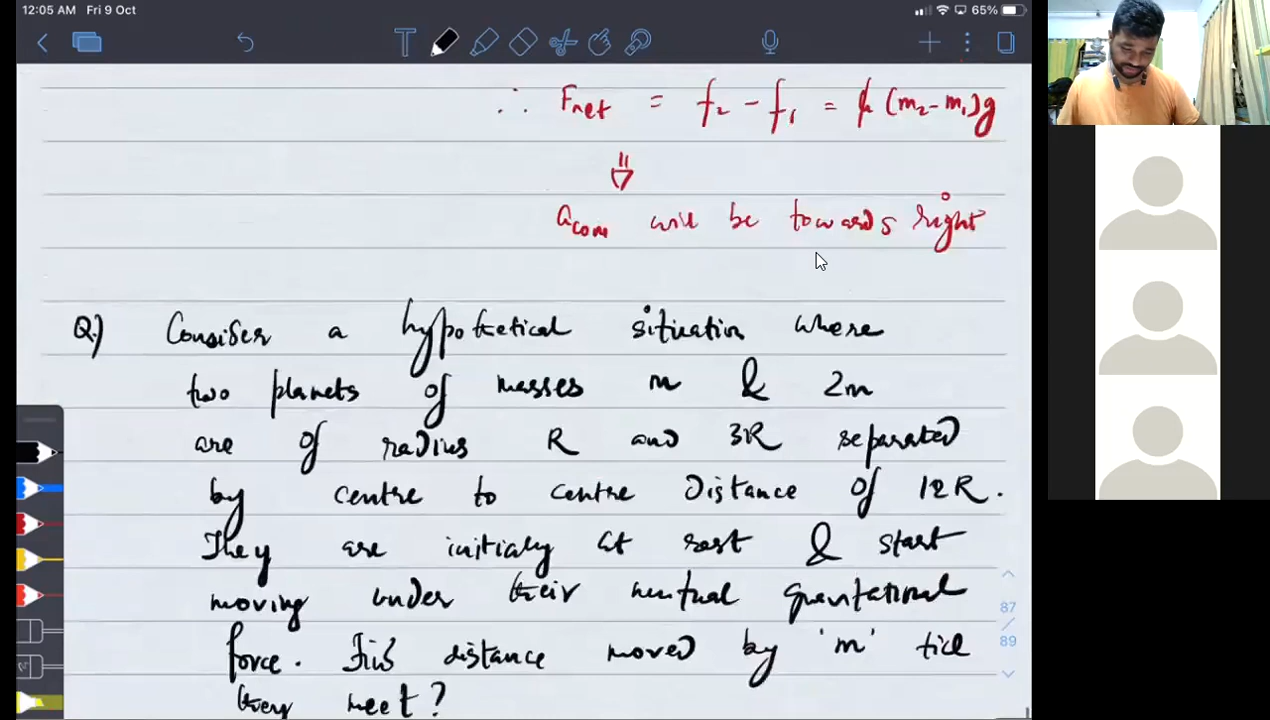 12:05 AM Fri 9 Oct 65%
T
∴ Fnet = f2 - f1 = μ (m2-m1)g
⇓
acom will be towards right
Q.) Consider a hypothetical situation where
two planets of masses m & 2m
are of radius R and 3R separated
by centre to centre Distance of 12R.
They are initialy at rest & start
moving under their mutual gravitational
force. Find distance moved by 'm' till
they meet?
87
/
89